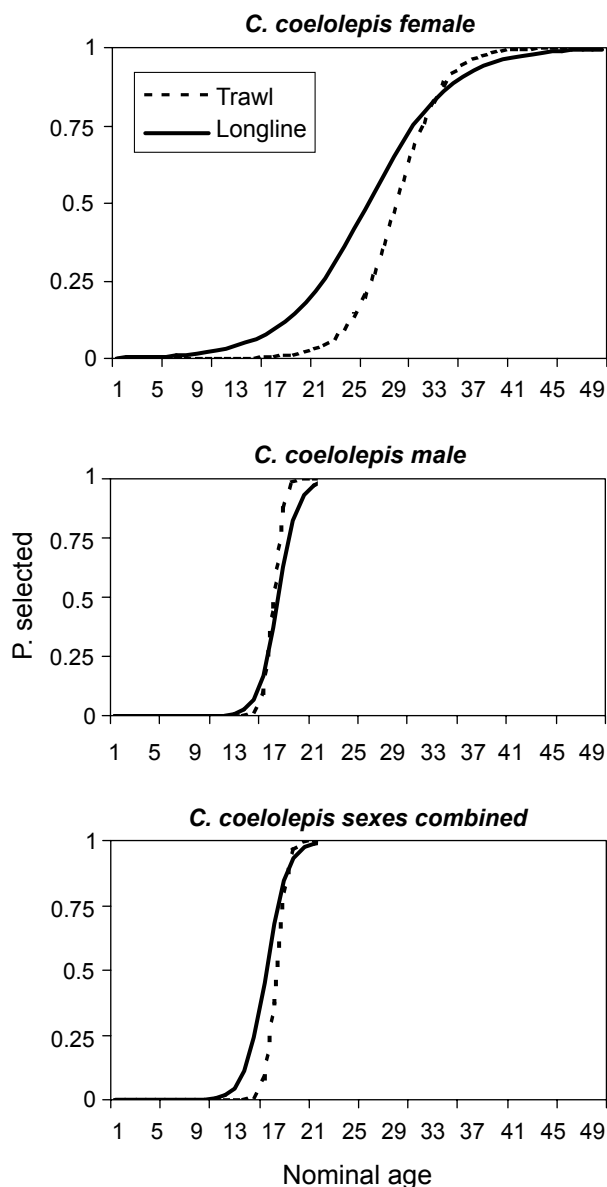 C. coelolepis female
1
Trawl
Longline
0.75
0.5
0.25
0
1 5 9 13 17 21 25 29 33 37 41 45 49
C. coelolepis male
1
0.75
0.5
0.25
0
P. selected
1 5 9 13 17 21 25 29 33 37 41 45 49
C. coelolepis sexes combined
1
0.75
0.5
0.25
0
1 5 9 13 17 21 25 29 33 37 41 45 49
Nominal age